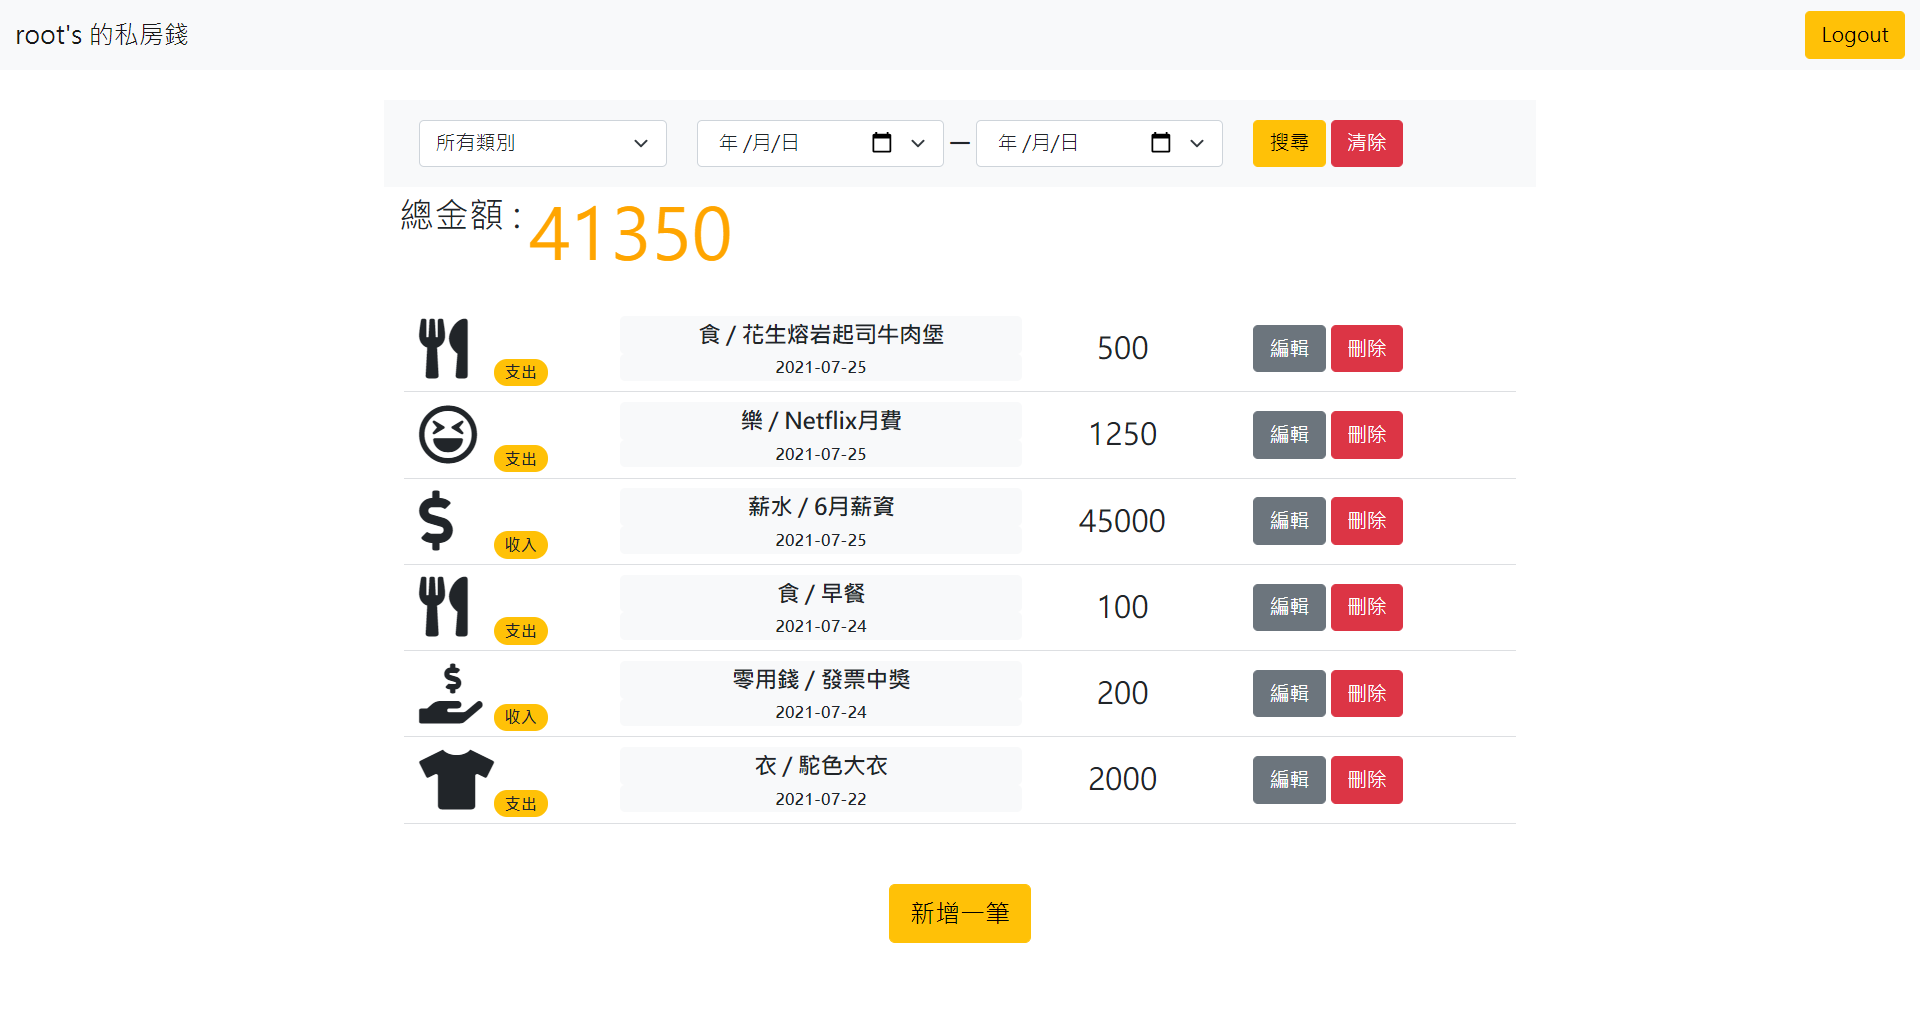 root's 的私房錢 Logout
所有類別 年 /月/日 — 年 /月/日 搜尋 清除
總金額 : 41350
支出 食 / 花生熔岩起司牛肉堡 500 編輯 刪除
2021-07-25
支出 樂 / Netflix月費 1250 編輯 刪除
2021-07-25
收入 薪水 / 6月薪資 45000 編輯 刪除
2021-07-25
支出 食 / 早餐 100 編輯 刪除
2021-07-24
收入 零用錢 / 發票中獎 200 編輯 刪除
2021-07-24
支出 衣 / 駝色大衣 2000 編輯 刪除
2021-07-22
新增一筆